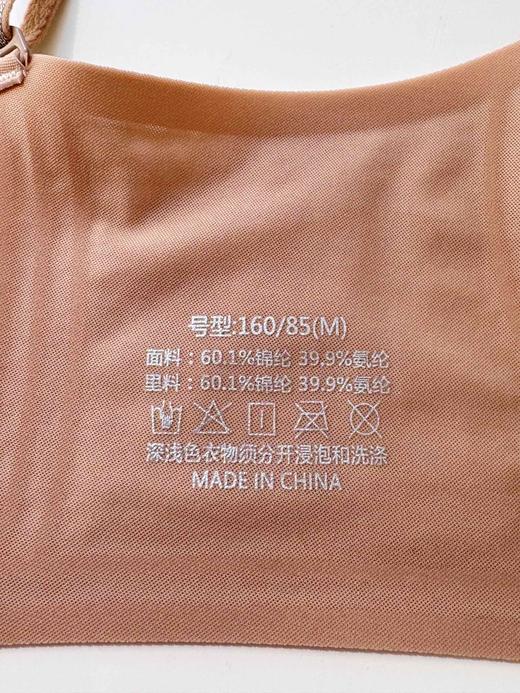 号型:160/85(M)
面料：60.1%锦纶 39.9%氨纶
里料：60.1%锦纶 39.9%氨纶
深浅色衣物须分开浸泡和洗涤
MADE IN CHINA